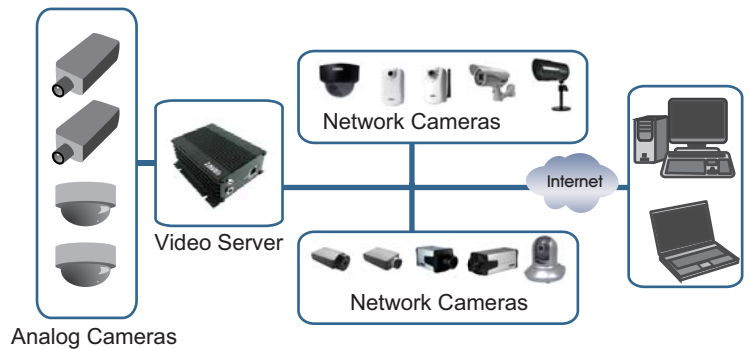 Network Cameras
Internet
Video Server
Network Cameras
Analog Cameras